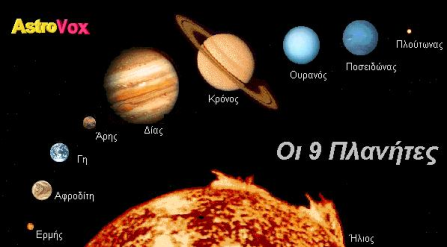 AstroVox
Πλούτωνας
Ποσειδώνας
Ουρανός
Κρόνος
Δίας
Άρης
Γη
Αφροδίτη
Ερμής
Οι 9 Πλανήτες
Ήλιος